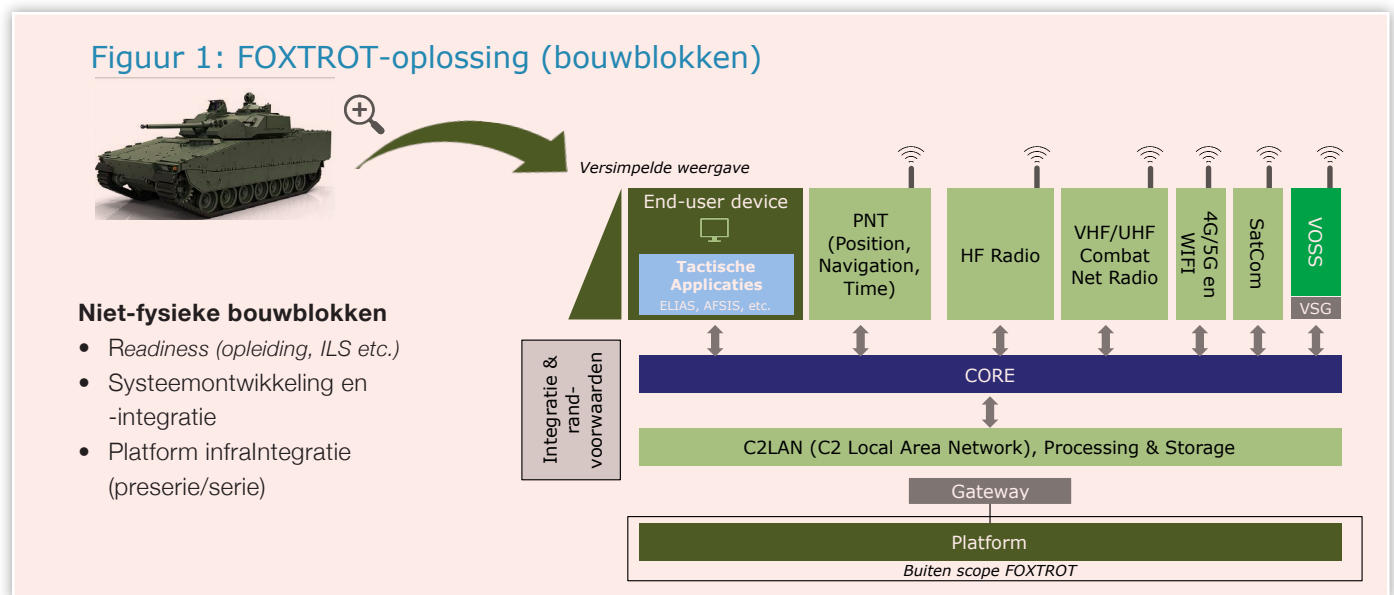 Figuur 1: FOXTROT-oplossing (bouwblokken)
Versimpelde weergave
End-user device
Tactische
Applicaties
ELIAS, AFSIS, etc.
PNT
(Position,
Navigation,
Time)
HF Radio
VHF/UHF
Combat
Net Radio
4G/5G en
WIFI
SatCom
VOSS
VSG
Niet-fysieke bouwblokken
• Readiness (opleiding, ILS etc.)
• Systeemontwikkeling en
-integratie
• Platform infraIntegratie
(preserie/serie)
Integratie &
rand-
voorwaarden
CORE
C2LAN (C2 Local Area Network), Processing & Storage
Gateway
Platform
Buiten scope FOXTROT